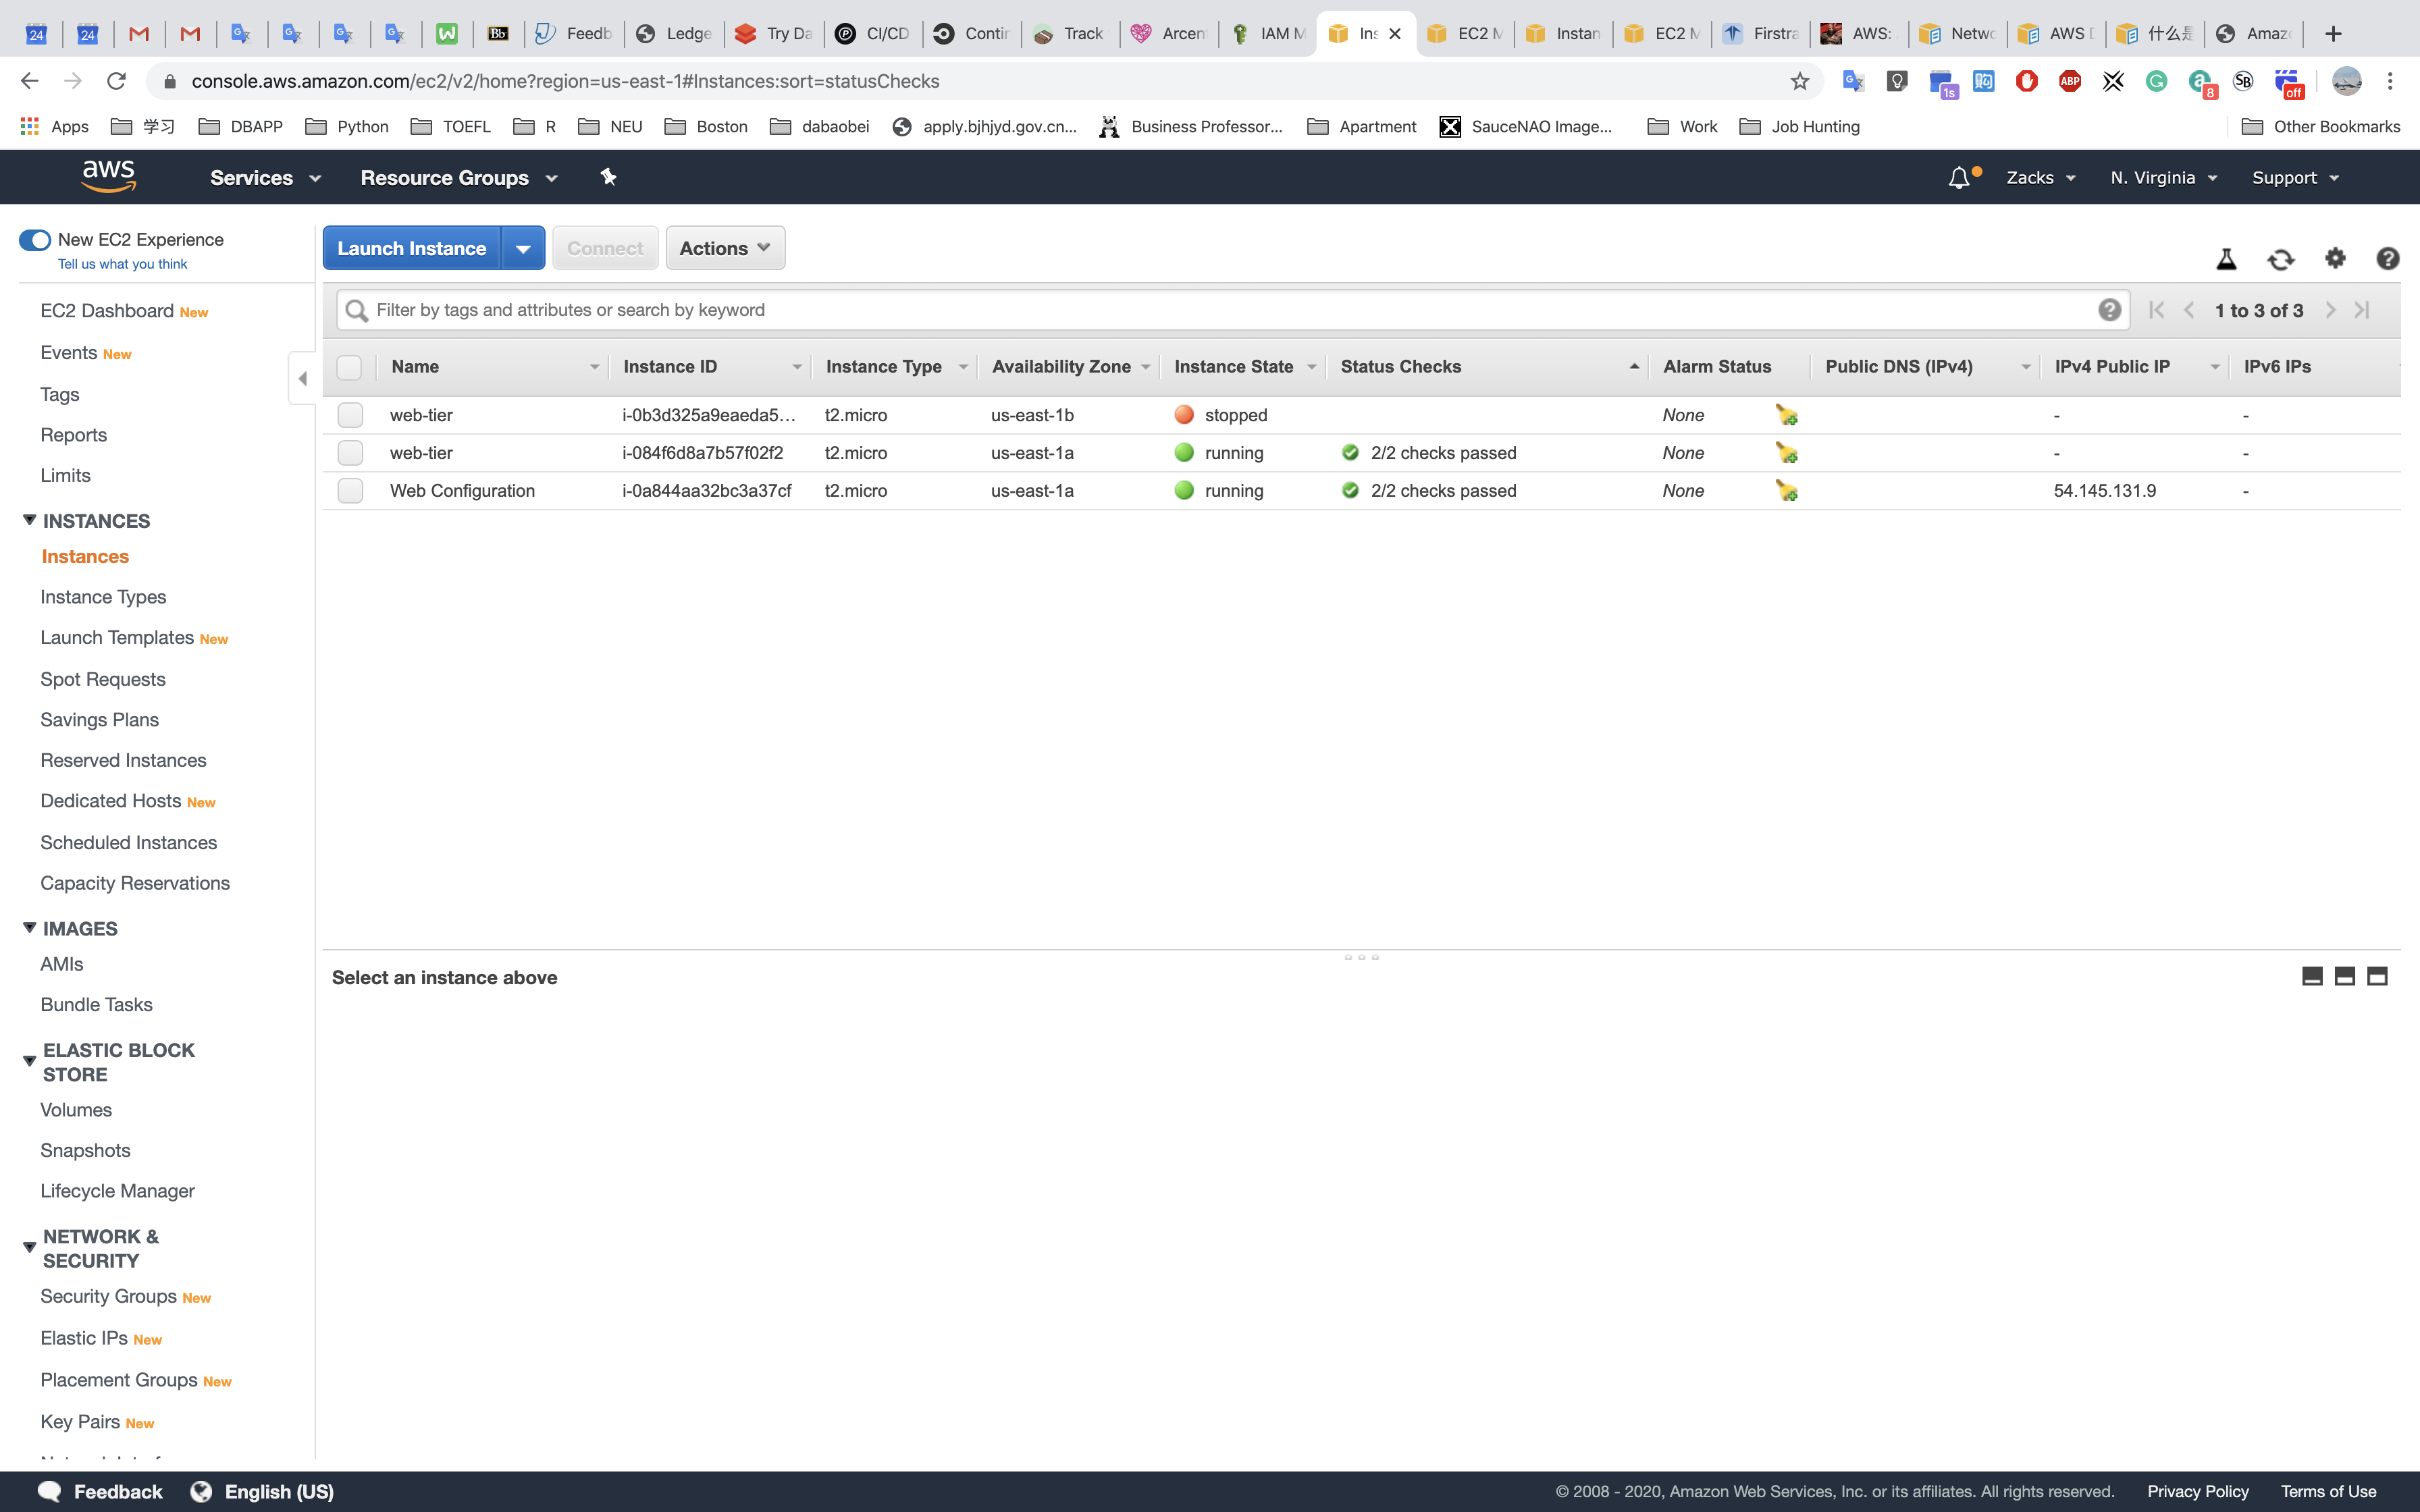 24
24
Bb
Feedb
Ledge
Try Da
CI/CD
Contin
Track
Arcen
IAM M
Ins
EC2 M
Instan
EC2 M
Firstra
AWS:
Netwo
AWS D
什么是
Amazo
console.aws.amazon.com/ec2/v2/home?region=us-east-1#Instances:sort=statusChecks
1s
ABP
8
SB
off
Apps 学习 DBAPP Python TOEFL R NEU Boston dabaobei apply.bjhjyd.gov.cn... Business Professor... Apartment SauceNAO Image... Work Job Hunting Other Bookmarks
aws Services Resource Groups Zacks N. Virginia Support
New EC2 Experience
Tell us what you think
EC2 Dashboard New
Events New
Tags
Reports
Limits
INSTANCES
Instances
Instance Types
Launch Templates New
Spot Requests
Savings Plans
Reserved Instances
Dedicated Hosts New
Scheduled Instances
Capacity Reservations
IMAGES
AMIs
Bundle Tasks
ELASTIC BLOCK
STORE
Volumes
Snapshots
Lifecycle Manager
NETWORK &
SECURITY
Security Groups New
Elastic IPs New
Placement Groups New
Key Pairs New
Launch Instance Connect Actions
Filter by tags and attributes or search by keyword 1 to 3 of 3
Name Instance ID Instance Type Availability Zone Instance State Status Checks Alarm Status Public DNS (IPv4) IPv4 Public IP IPv6 IPs
web-tier i-0b3d325a9eaeda5... t2.micro us-east-1b stopped None - -
web-tier i-084f6d8a7b57f02f2 t2.micro us-east-1a running 2/2 checks passed None - -
Web Configuration i-0a844aa32bc3a37cf t2.micro us-east-1a running 2/2 checks passed None 54.145.131.9 -
Select an instance above
Feedback English (US) © 2008 - 2020, Amazon Web Services, Inc. or its affiliates. All rights reserved. Privacy Policy Terms of Use